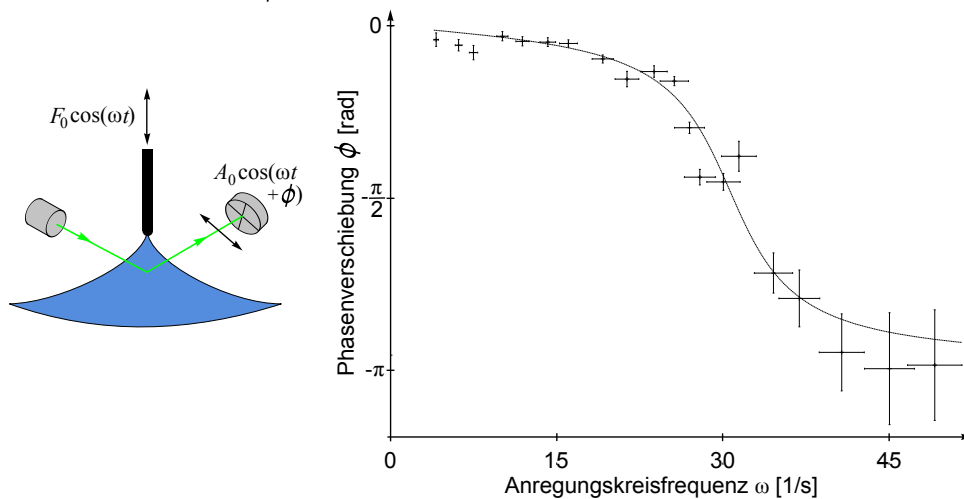 F₀cos(ωt)
A₀cos(ωt
+ϕ)
Phasenverschiebung ϕ [rad]
0
-π/2
-π
0
15
30
45
Anregungskreisfrequenz ω [1/s]